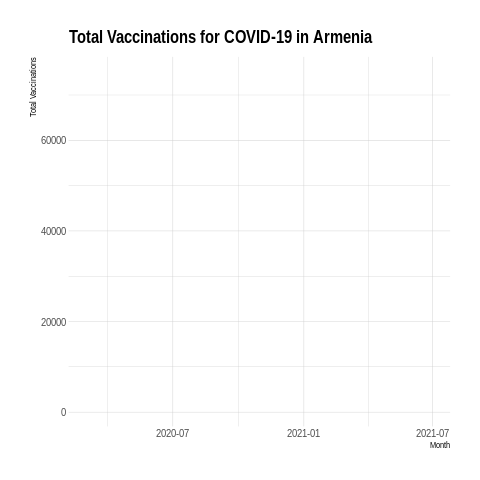 Total Vaccinations for COVID-19 in Armenia
Total Vaccinations
60000
40000
20000
0
2020-07 2021-01 2021-07
Month